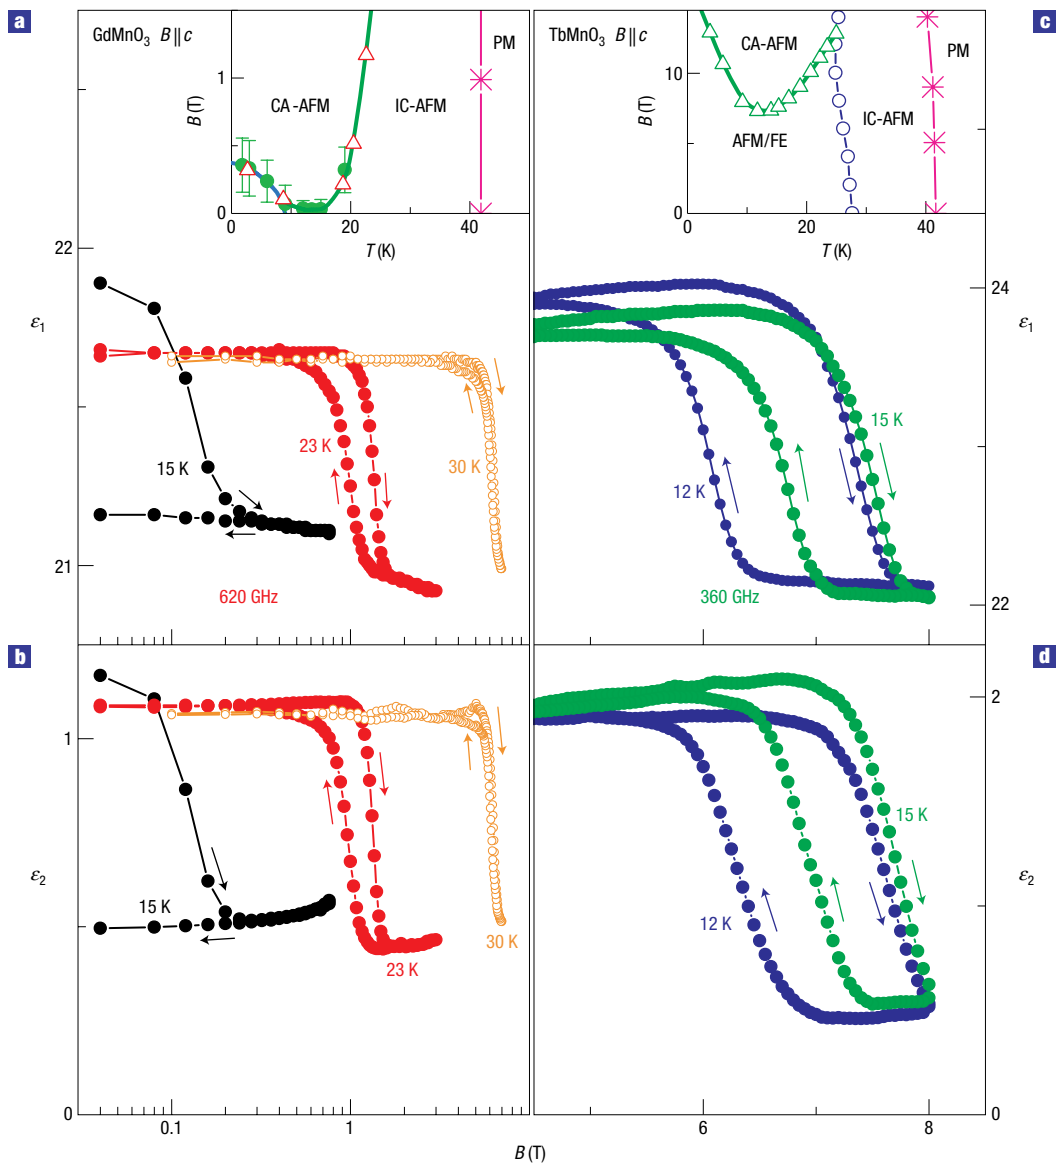 a
GdMnO3 B || c
PM
1
B (T)
CA-AFM
IC-AFM
0
0
20
40
T (K)
22
ε1
15 K
23 K
30 K
21
620 GHz
c
TbMnO3 B || c
CA-AFM
PM
10
B (T)
AFM/FE
IC-AFM
0
0
20
40
T (K)
24
ε1
15 K
12 K
360 GHz
22
b
1
ε2
15 K
23 K
30 K
0
0.1
1
d
2
15 K
12 K
ε2
0
6
8
B (T)